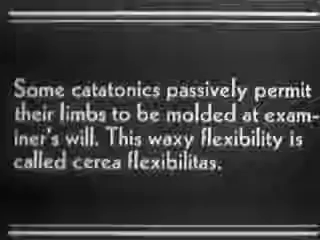 Some catatonics passively permit
their limbs to be molded at exam-
iner's will. This waxy flexibility is
called cerea flexibilitas.